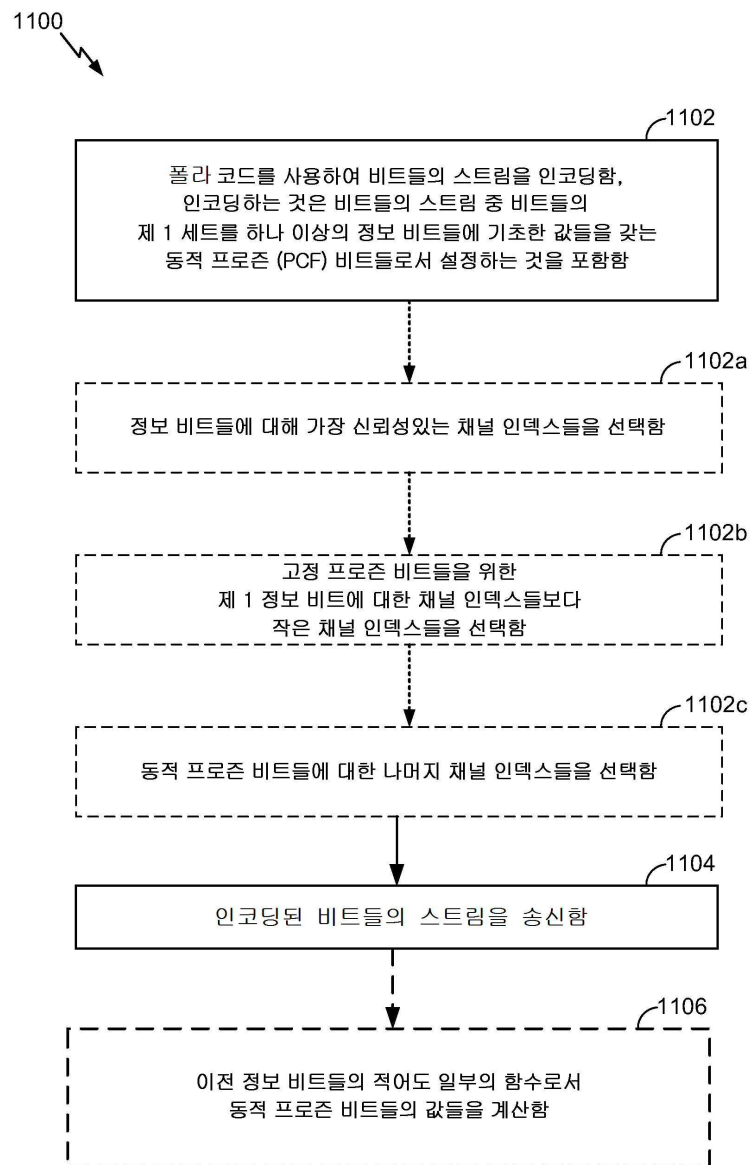 1100
1102
폴라 코드를 사용하여 비트들의 스트림을 인코딩함,
인코딩하는 것은 비트들의 스트림 중 비트들의
제 1 세트를 하나 이상의 정보 비트들에 기초한 값들을 갖는
동적 프로즌 (PCF) 비트들로서 설정하는 것을 포함함
1102a
정보 비트들에 대해 가장 신뢰성있는 채널 인덱스들을 선택함
1102b
고정 프로즌 비트들을 위한
제 1 정보 비트에 대한 채널 인덱스들보다
작은 채널 인덱스들을 선택함
1102c
동적 프로즌 비트들에 대한 나머지 채널 인덱스들을 선택함
1104
인코딩된 비트들의 스트림을 송신함
1106
이전 정보 비트들의 적어도 일부의 함수로서
동적 프로즌 비트들의 값들을 계산함